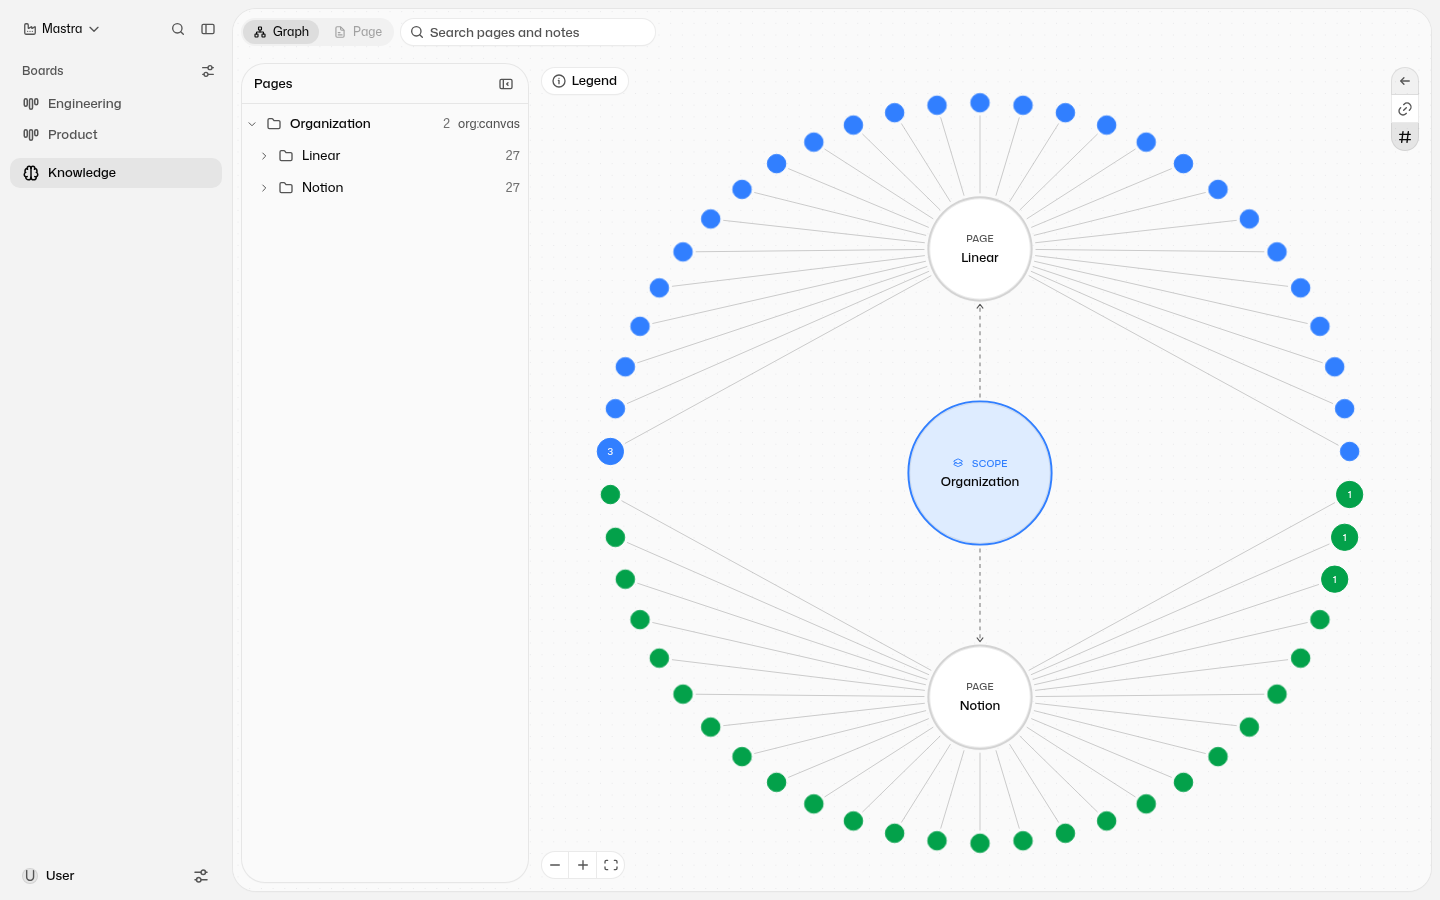 Mastra
Boards
Engineering
Product
Knowledge
U User
Graph
Page
Search pages and notes
Pages
Organization 2 org:canvas
Linear 27
Notion 27
Legend
PAGE
Linear
3
SCOPE
Organization
1
1
1
PAGE
Notion